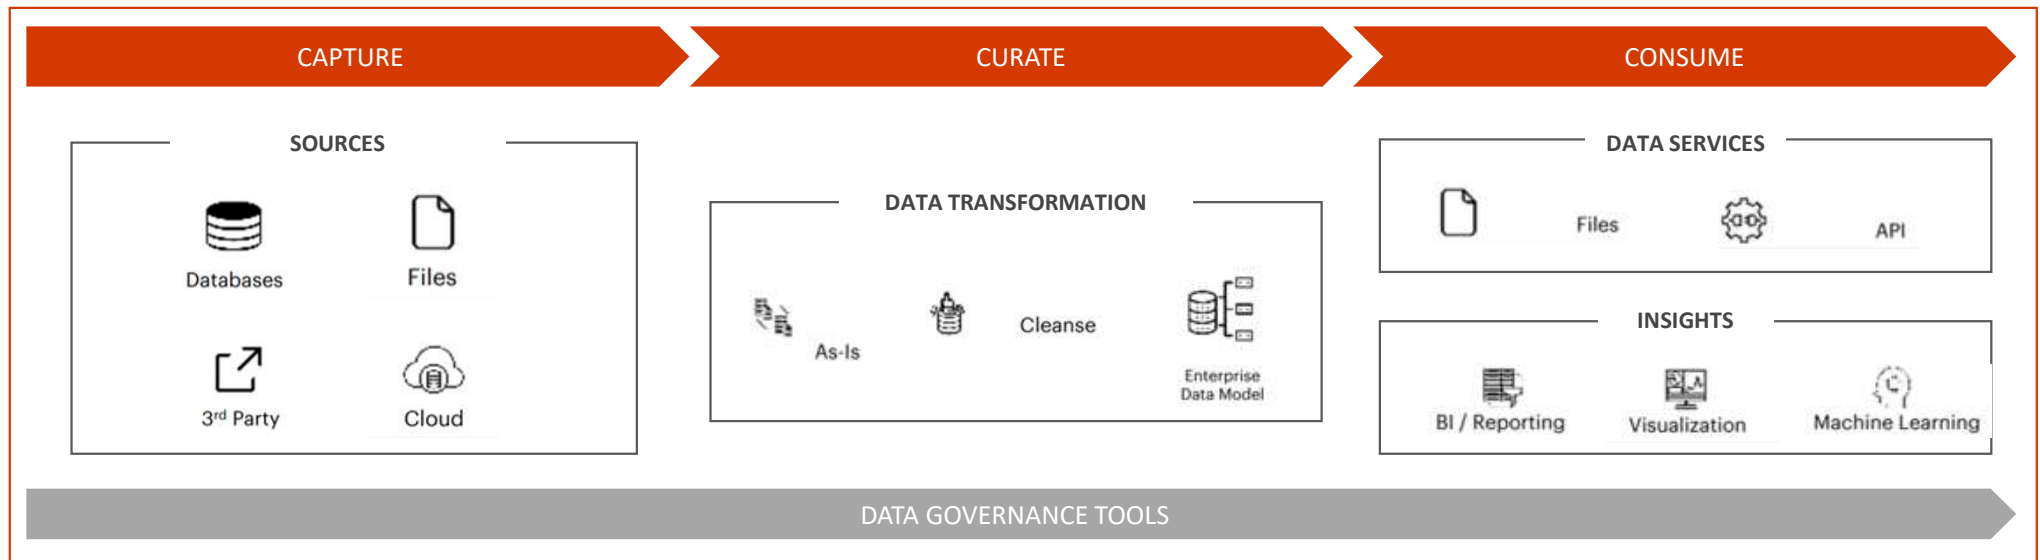 CAPTURE
CURATE
CONSUME
SOURCES
Databases
Files
3rd Party
Cloud
DATA TRANSFORMATION
As-Is
Cleanse
Enterprise
Data Model
DATA SERVICES
Files
API
INSIGHTS
BI / Reporting
Visualization
Machine Learning
DATA GOVERNANCE TOOLS